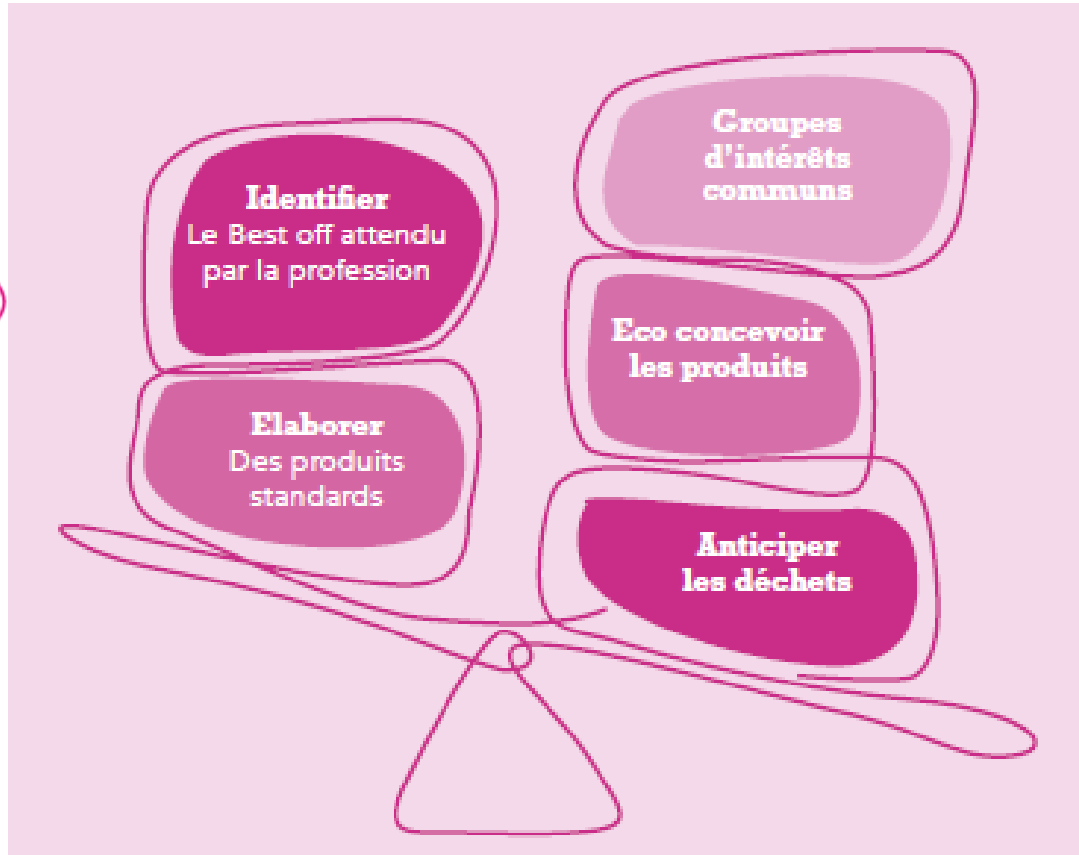 Identifier
Le Best off attendu
par la profession
Elaborer
Des produits
standards
Groupes
d'intérêts
communs
Eco concevoir
les produits
Anticiper
les déchets